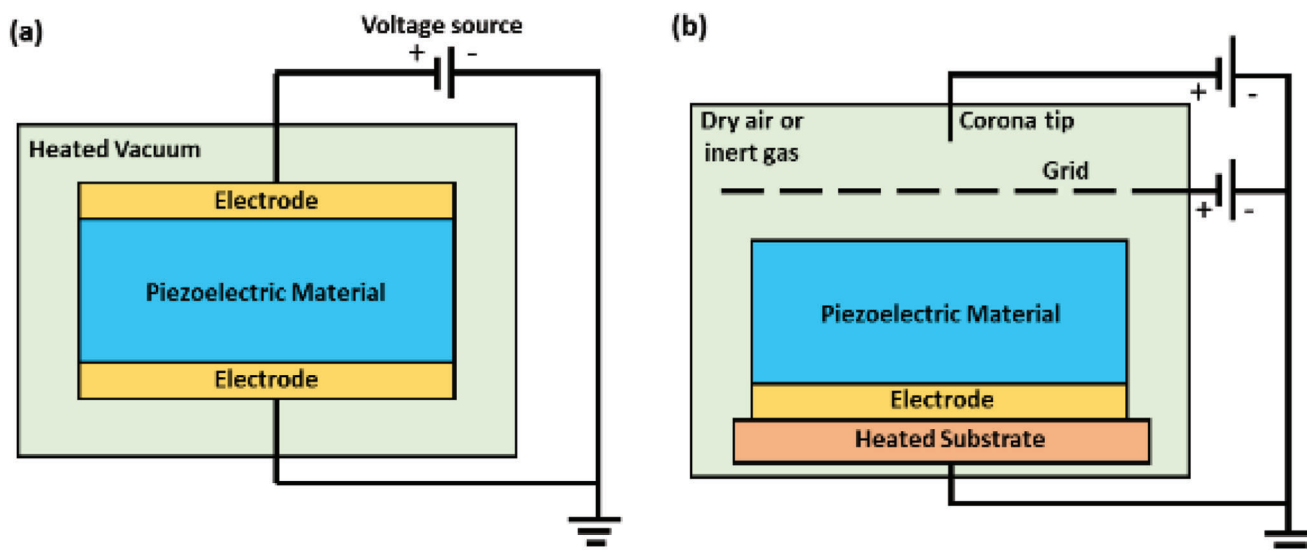 (a)
Voltage source
+ -
Heated Vacuum
Electrode
Piezoelectric Material
Electrode
(b)
+ -
Dry air or
inert gas
Corona tip
Grid
+ -
Piezoelectric Material
Electrode
Heated Substrate